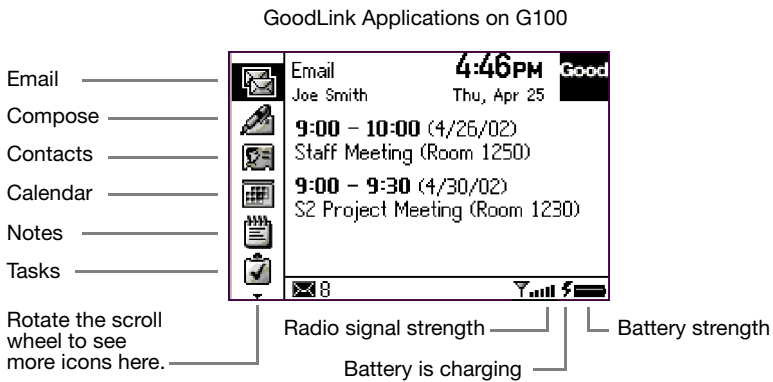 GoodLink Applications on G100
Email
Compose
Contacts
Calendar
Notes
Tasks
Rotate the scroll
wheel to see
more icons here.
Email
4:46PM
Good
Joe Smith
Thu, Apr 25
9:00 - 10:00 (4/26/02)
Staff Meeting (Room 1250)
9:00 - 9:30 (4/30/02)
S2 Project Meeting (Room 1230)
8
Radio signal strength
Battery strength
Battery is charging